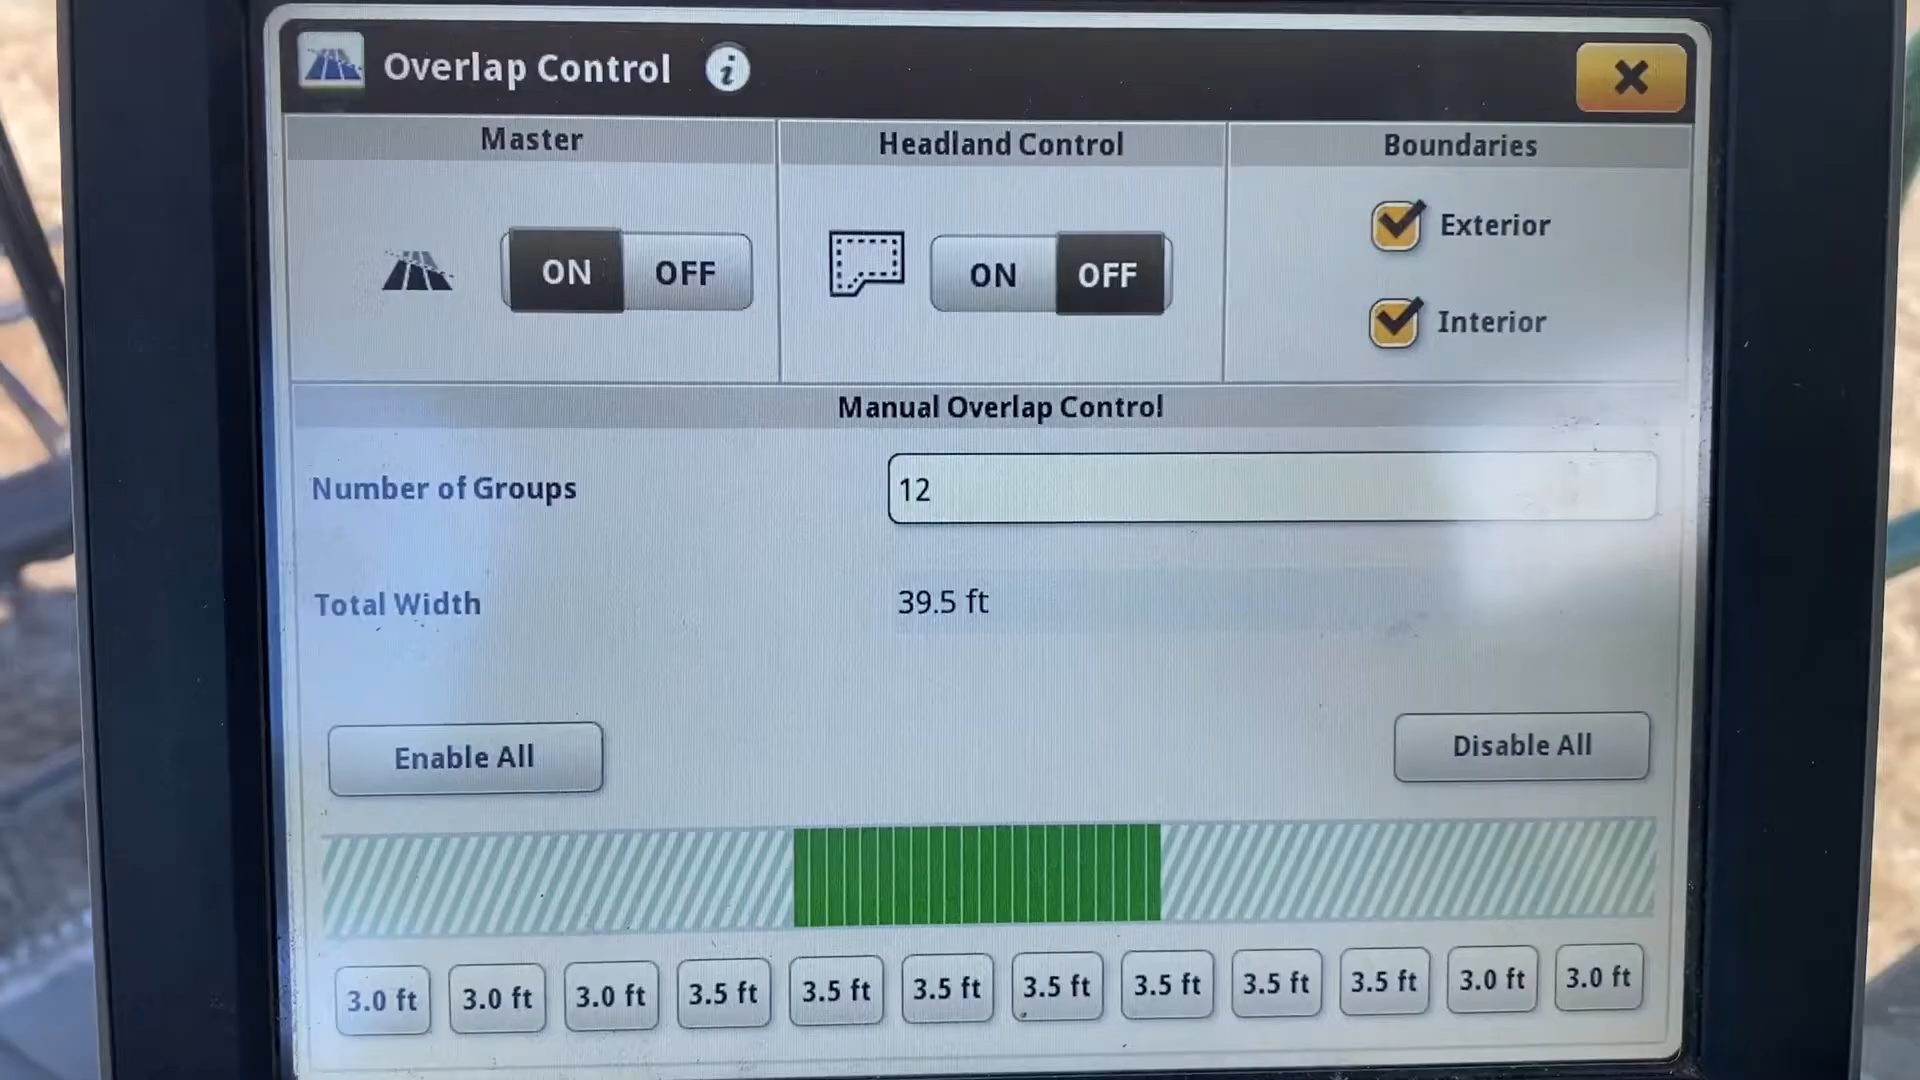 Overlap Control i
Master
Headland Control
Boundaries
ON OFF
ON OFF
Exterior
Interior
Manual Overlap Control
Number of Groups 12
Total Width 39.5 ft
Enable All
Disable All
3.0 ft 3.0 ft 3.0 ft 3.5 ft 3.5 ft 3.5 ft 3.5 ft 3.5 ft 3.5 ft 3.5 ft 3.0 ft 3.0 ft